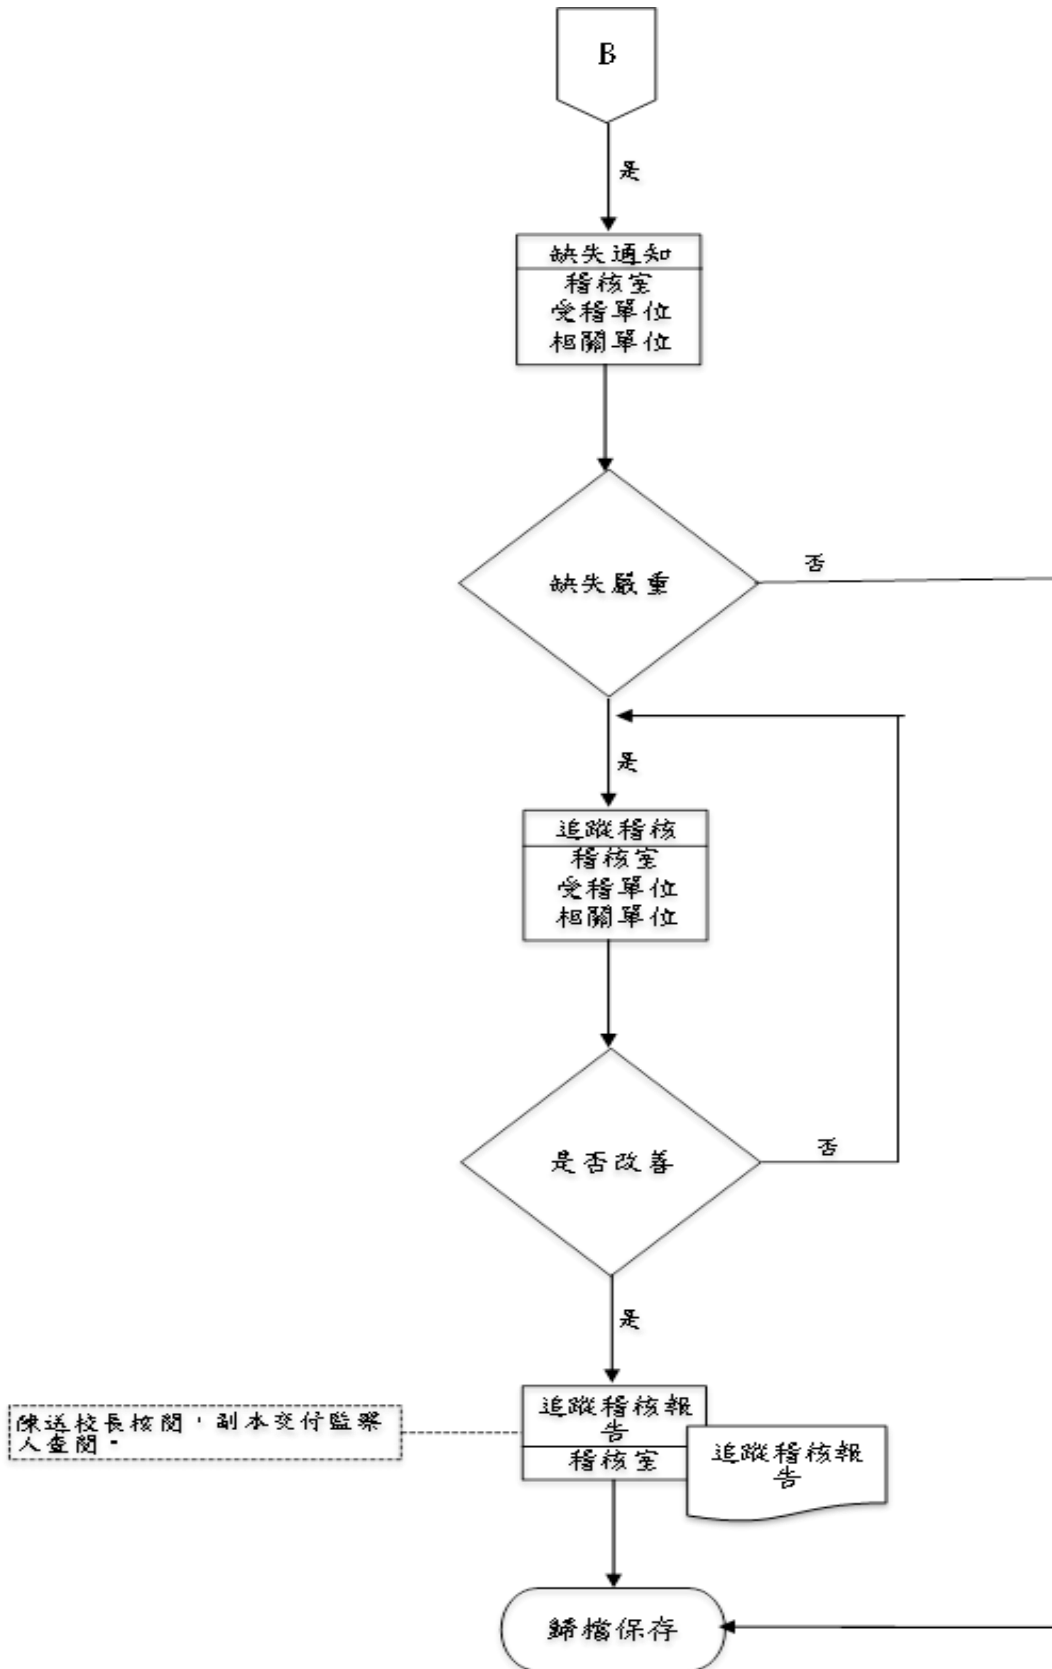 B
是
缺失通知
稽核室
受稽單位
相關單位
缺失嚴重
否
是
追蹤稽核
稽核室
受稽單位
相關單位
是否改善
否
是
陳送校長核閱，副本交付監察
人查閱。
追蹤稽核報
告
稽核室
追蹤稽核報
告
歸檔保存